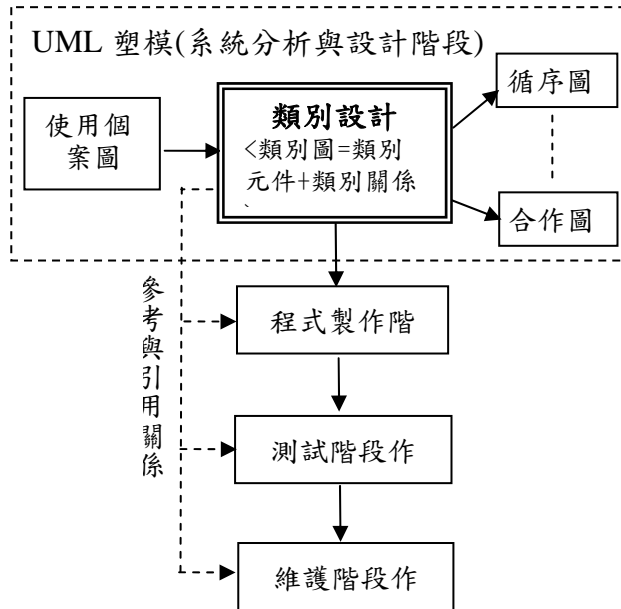 UML 塑模(系統分析與設計階段)
使用個
案圖
類別設計
<類別圖=類別
元件+類別關係
循序圖
合作圖
參考與引用關係
程式製作階
測試階段作
維護階段作